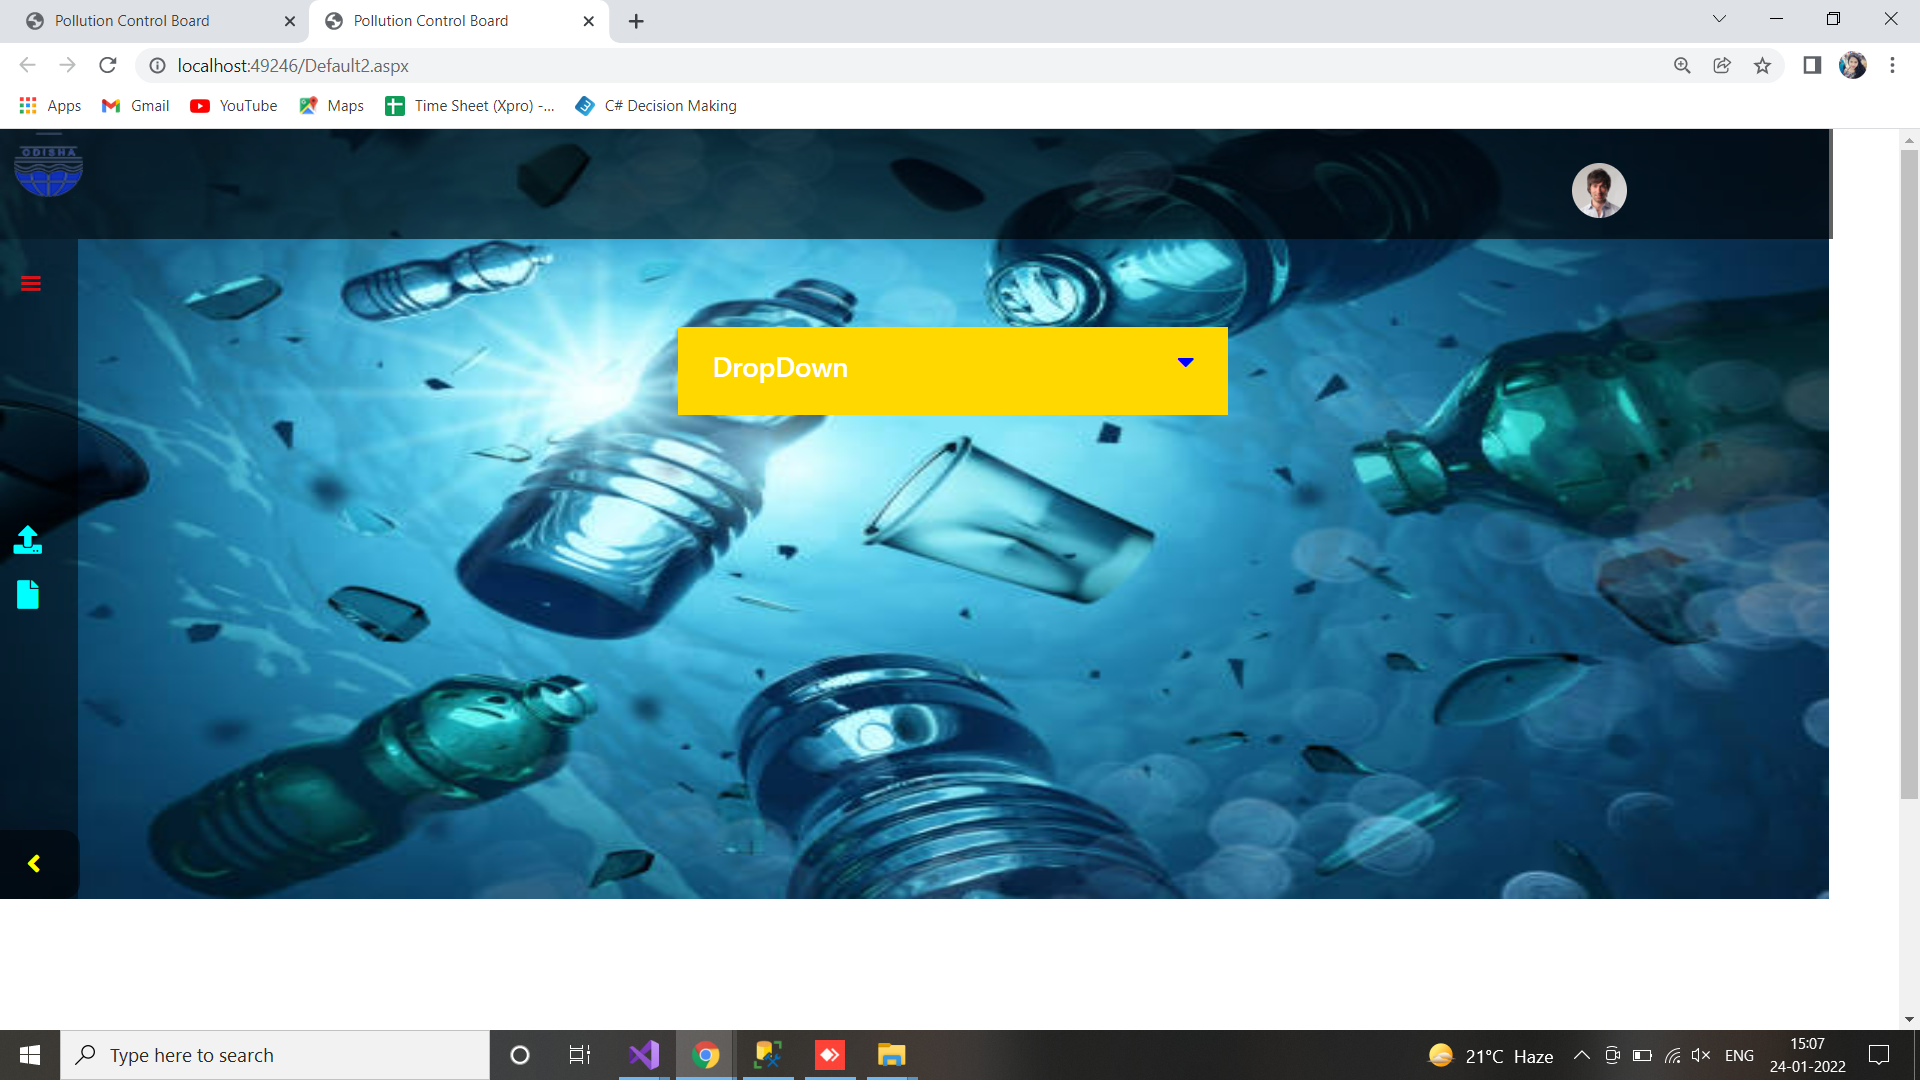 Pollution Control Board
Pollution Control Board
localhost:49246/Default2.aspx
Apps
Gmail
YouTube
Maps
Time Sheet (Xpro) -...
C# Decision Making
ODISHA
DropDown
Type here to search
21°C Haze
ENG
15:07
24-01-2022